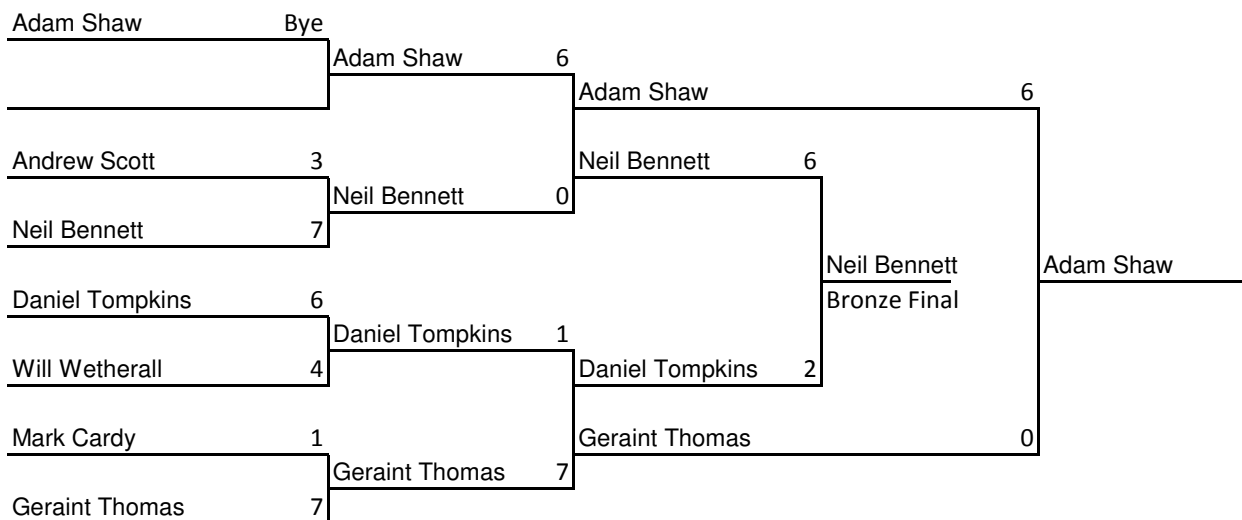 Adam Shaw Bye
Adam Shaw 6
Adam Shaw 6
Andrew Scott 3
Neil Bennett 6
Neil Bennett 0
Neil Bennett 7
Neil Bennett
Adam Shaw
Daniel Tompkins 6
Bronze Final
Daniel Tompkins 1
Will Wetherall 4
Daniel Tompkins 2
Mark Cardy 1
Geraint Thomas 0
Geraint Thomas 7
Geraint Thomas 7